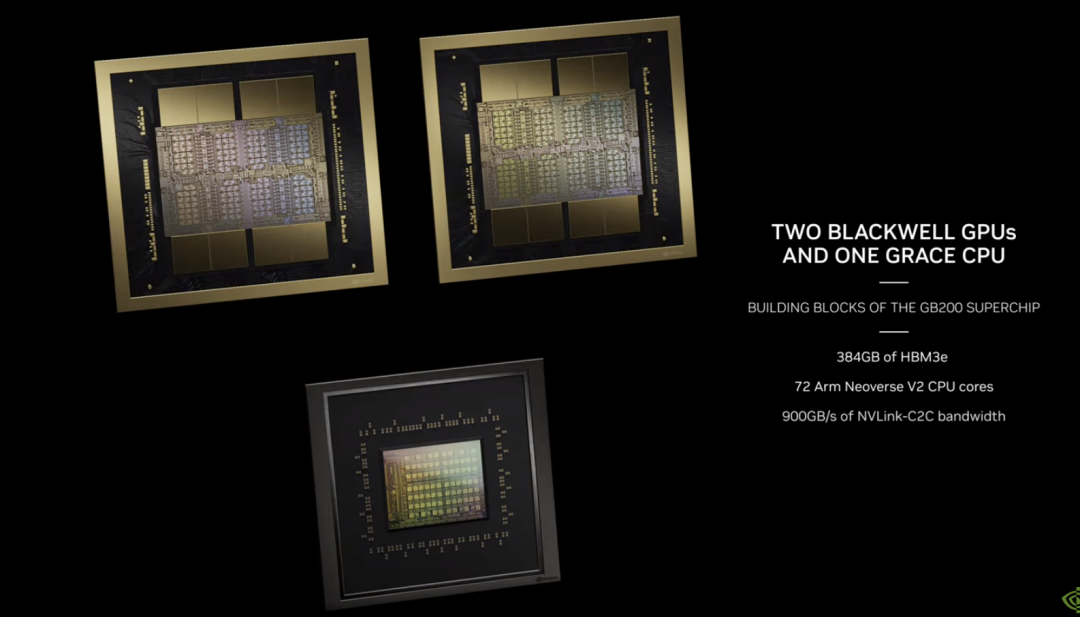 TWO BLACKWELL GPUs
AND ONE GRACE CPU
BUILDING BLOCKS OF THE GB200 SUPERCHIP
384GB of HBM3e
72 Arm Neoverse V2 CPU cores
900GB/s of NVLink-C2C bandwidth